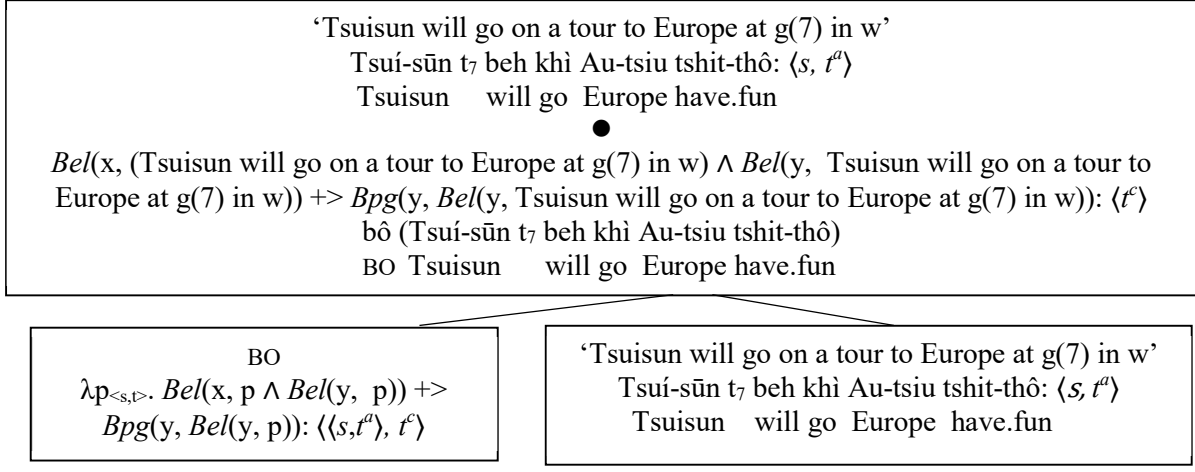 ‘Tsuisun will go on a tour to Europe at g(7) in w’
Tsuí-sūn t₇ beh khì Au-tsiu tshit-thô: ⟨s, tᵃ⟩
Tsuisun will go Europe have.fun
●
Bel(x, (Tsuisun will go on a tour to Europe at g(7) in w) ∧ Bel(y, Tsuisun will go on a tour to
Europe at g(7) in w)) +> Bpg(y, Bel(y, Tsuisun will go on a tour to Europe at g(7) in w)): ⟨tᶜ⟩
bô (Tsuí-sūn t₇ beh khì Au-tsiu tshit-thô)
BO Tsuisun will go Europe have.fun
BO
λp<s,t>. Bel(x, p ∧ Bel(y, p)) +>
Bpg(y, Bel(y, p)): ⟨⟨s,tᵃ⟩, tᶜ⟩
‘Tsuisun will go on a tour to Europe at g(7) in w’
Tsuí-sūn t₇ beh khì Au-tsiu tshit-thô: ⟨s, tᵃ⟩
Tsuisun will go Europe have.fun